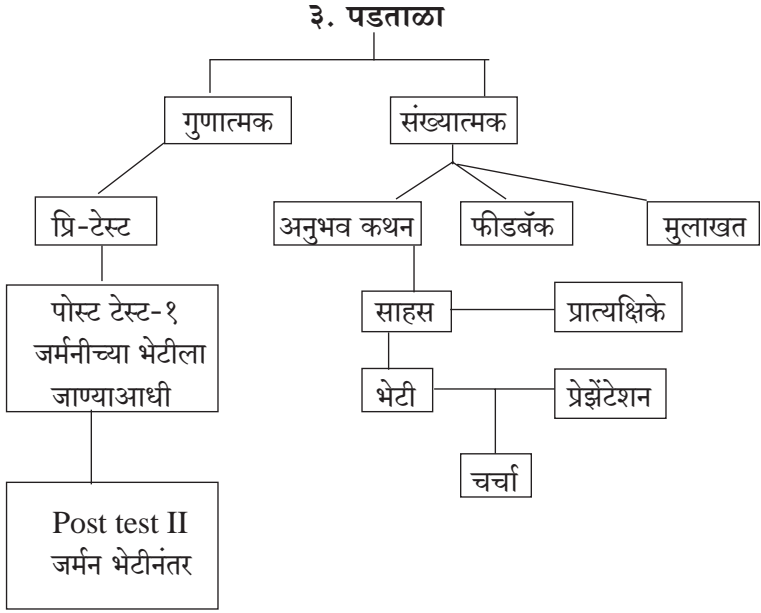 ३. पडताळा
गुणात्मक
संख्यात्मक
प्रि-टेस्ट
अनुभव कथन
फीडबॅक
मुलाखत
पोस्ट टेस्ट-१
जर्मनीच्या भेटीला
जाण्याआधी
साहस
प्रात्यक्षिके
भेटी
प्रेझेंटेशन
चर्चा
Post test II
जर्मन भेटीनंतर